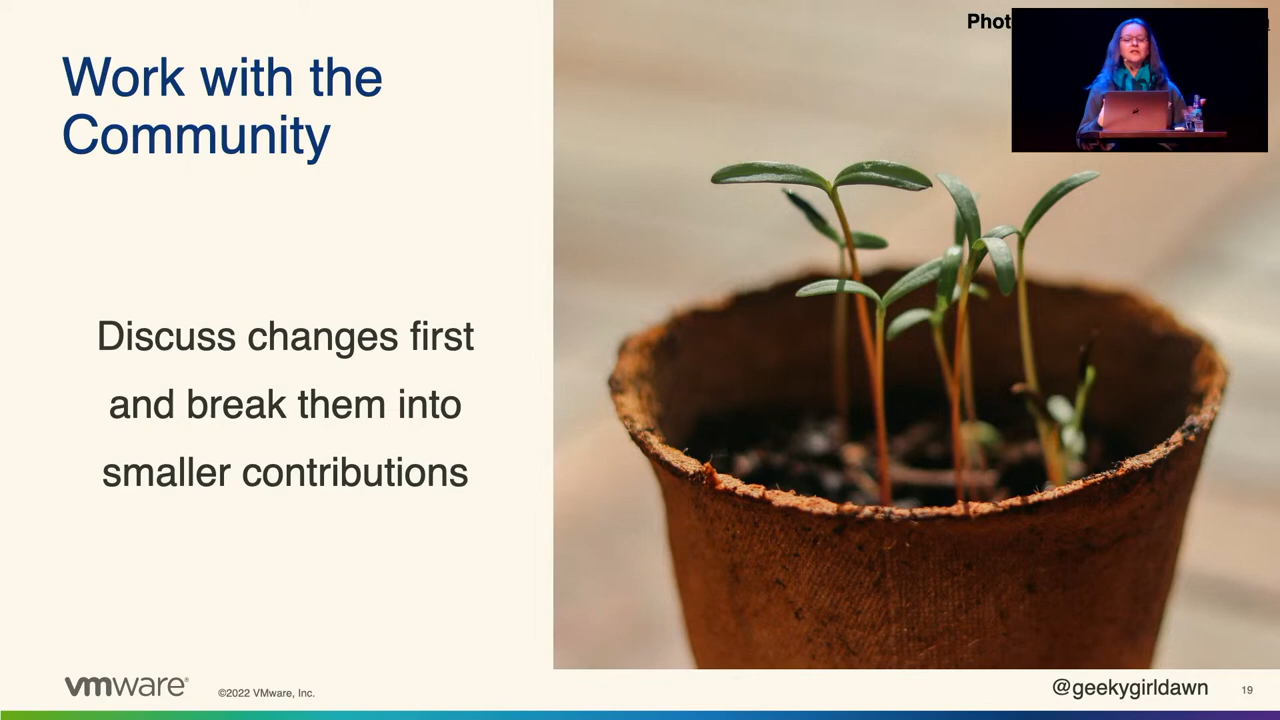 Work with the
Community
Discuss changes first
and break them into
smaller contributions
vmware®
©2022 VMware, Inc.
@geekygirldawn
19